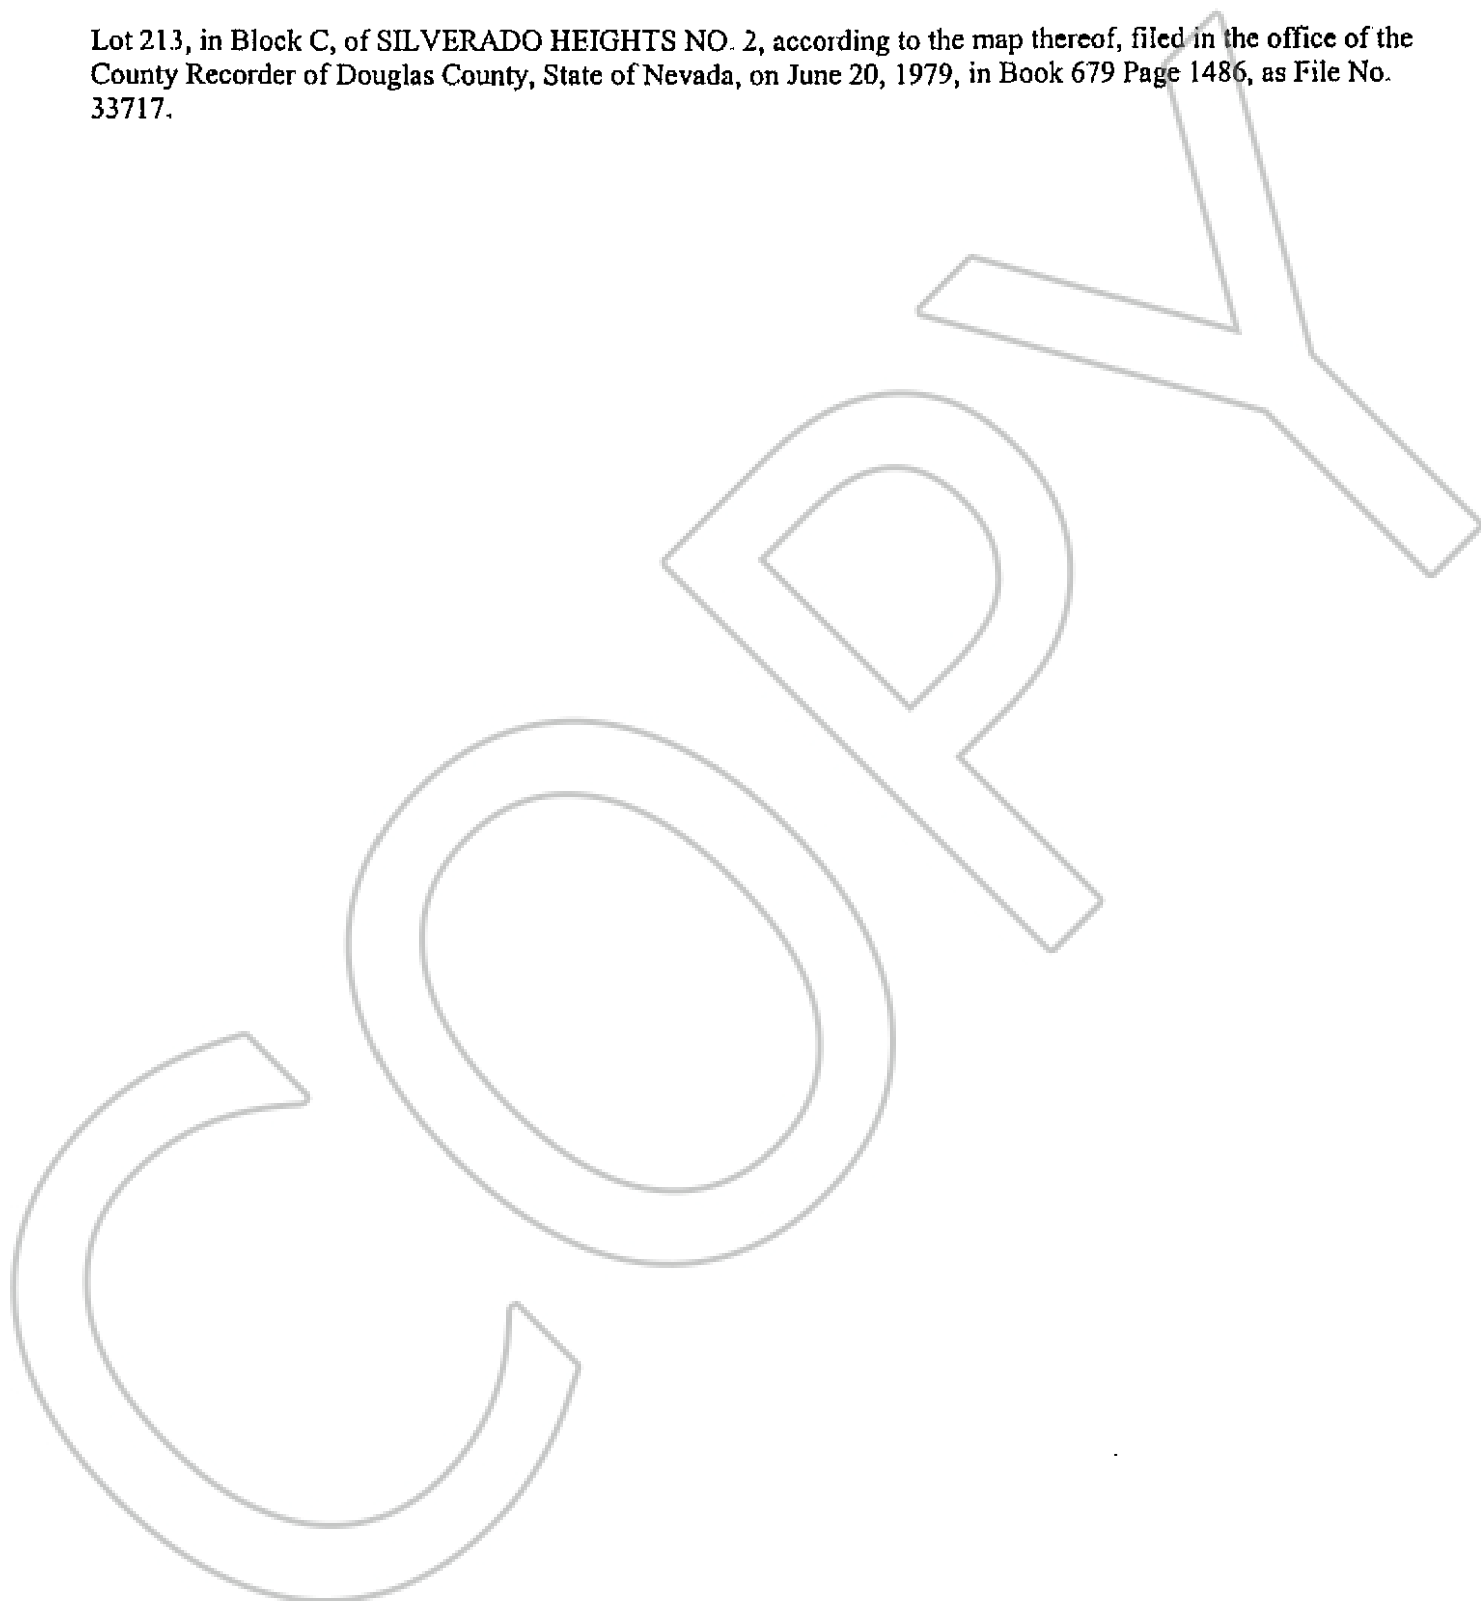 Lot 213, in Block C, of SILVERADO HEIGHTS NO. 2, according to the map thereof, filed in the office of the
County Recorder of Douglas County, State of Nevada, on June 20, 1979, in Book 679 Page 1486, as File No.
33717.
COPY